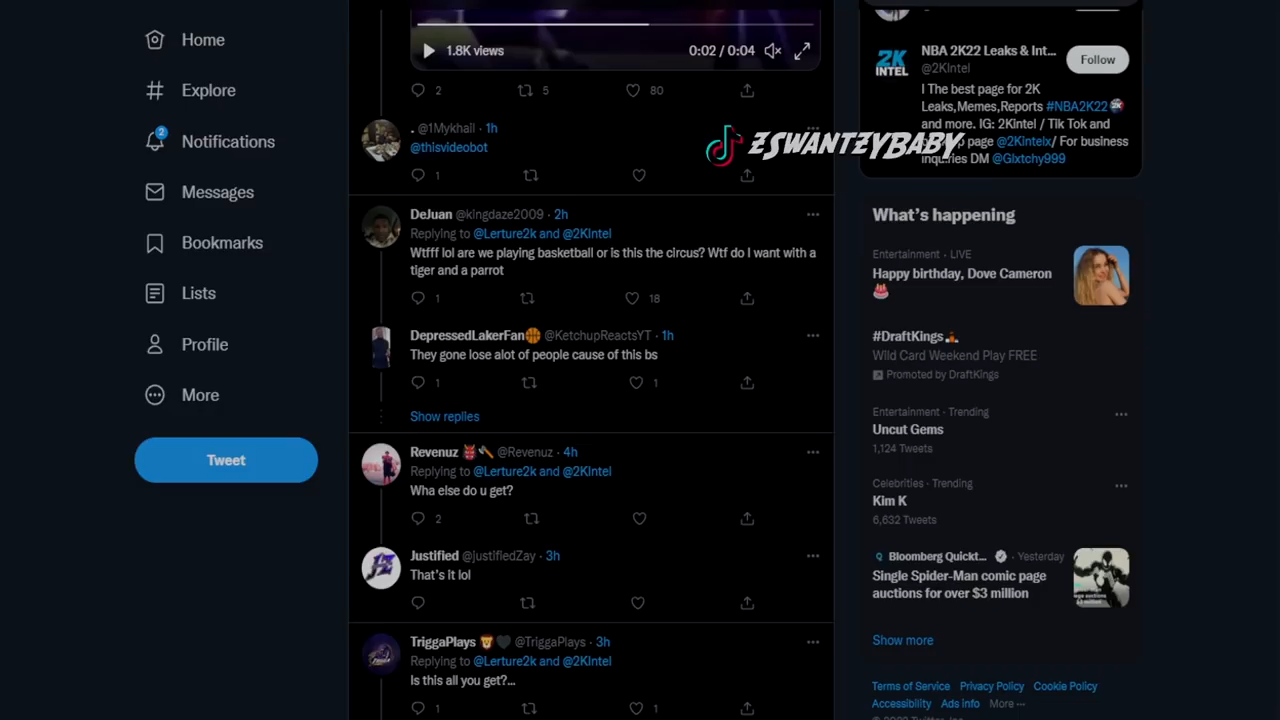 Home
Explore
2
Notifications
Messages
Bookmarks
Lists
Profile
More
Tweet
1.8K views
0:02 / 0:04
2 5 80
. @1Mykhail · 1h
@thisvideobot
1
ZSWANTZYBABY
DeJuan @kingdaze2009 · 2h
Replying to @Lerture2k and @2KIntel
Wtfff lol are we playing basketball or is this the circus? Wtf do I want with a
tiger and a parrot
1 18
DepressedLakerFan🏀 @KetchupReactsYT · 1h
They gone lose alot of people cause of this bs
1 1
Show replies
Revenuz @Revenuz · 4h
Replying to @Lerture2k and @2KIntel
Wha else do u get?
2
Justified @justifiedZay · 3h
That's it lol
TriggaPlays 🦁🖤 @TriggaPlays · 3h
Replying to @Lerture2k and @2KIntel
Is this all you get?...
1 1
2K
INTEL
NBA 2K22 Leaks & Int...
@2KIntel
Follow
| The best page for 2K
Leaks,Memes,Reports #NBA2K22
and more. IG: 2Kintel / Tik Tok and
page @2Kintelx/ For business
inquiries DM @Glxtchy999
What's happening
Entertainment · LIVE
Happy birthday, Dove Cameron
🎂
#DraftKings
Wild Card Weekend Play FREE
Promoted by DraftKings
Entertainment · Trending
Uncut Gems
1,124 Tweets
Celebrities · Trending
Kim K
6,632 Tweets
Bloomberg Quickt... · Yesterday
Single Spider-Man comic page
auctions for over $3 million
Show more
Terms of Service Privacy Policy Cookie Policy
Accessibility Ads info More ···